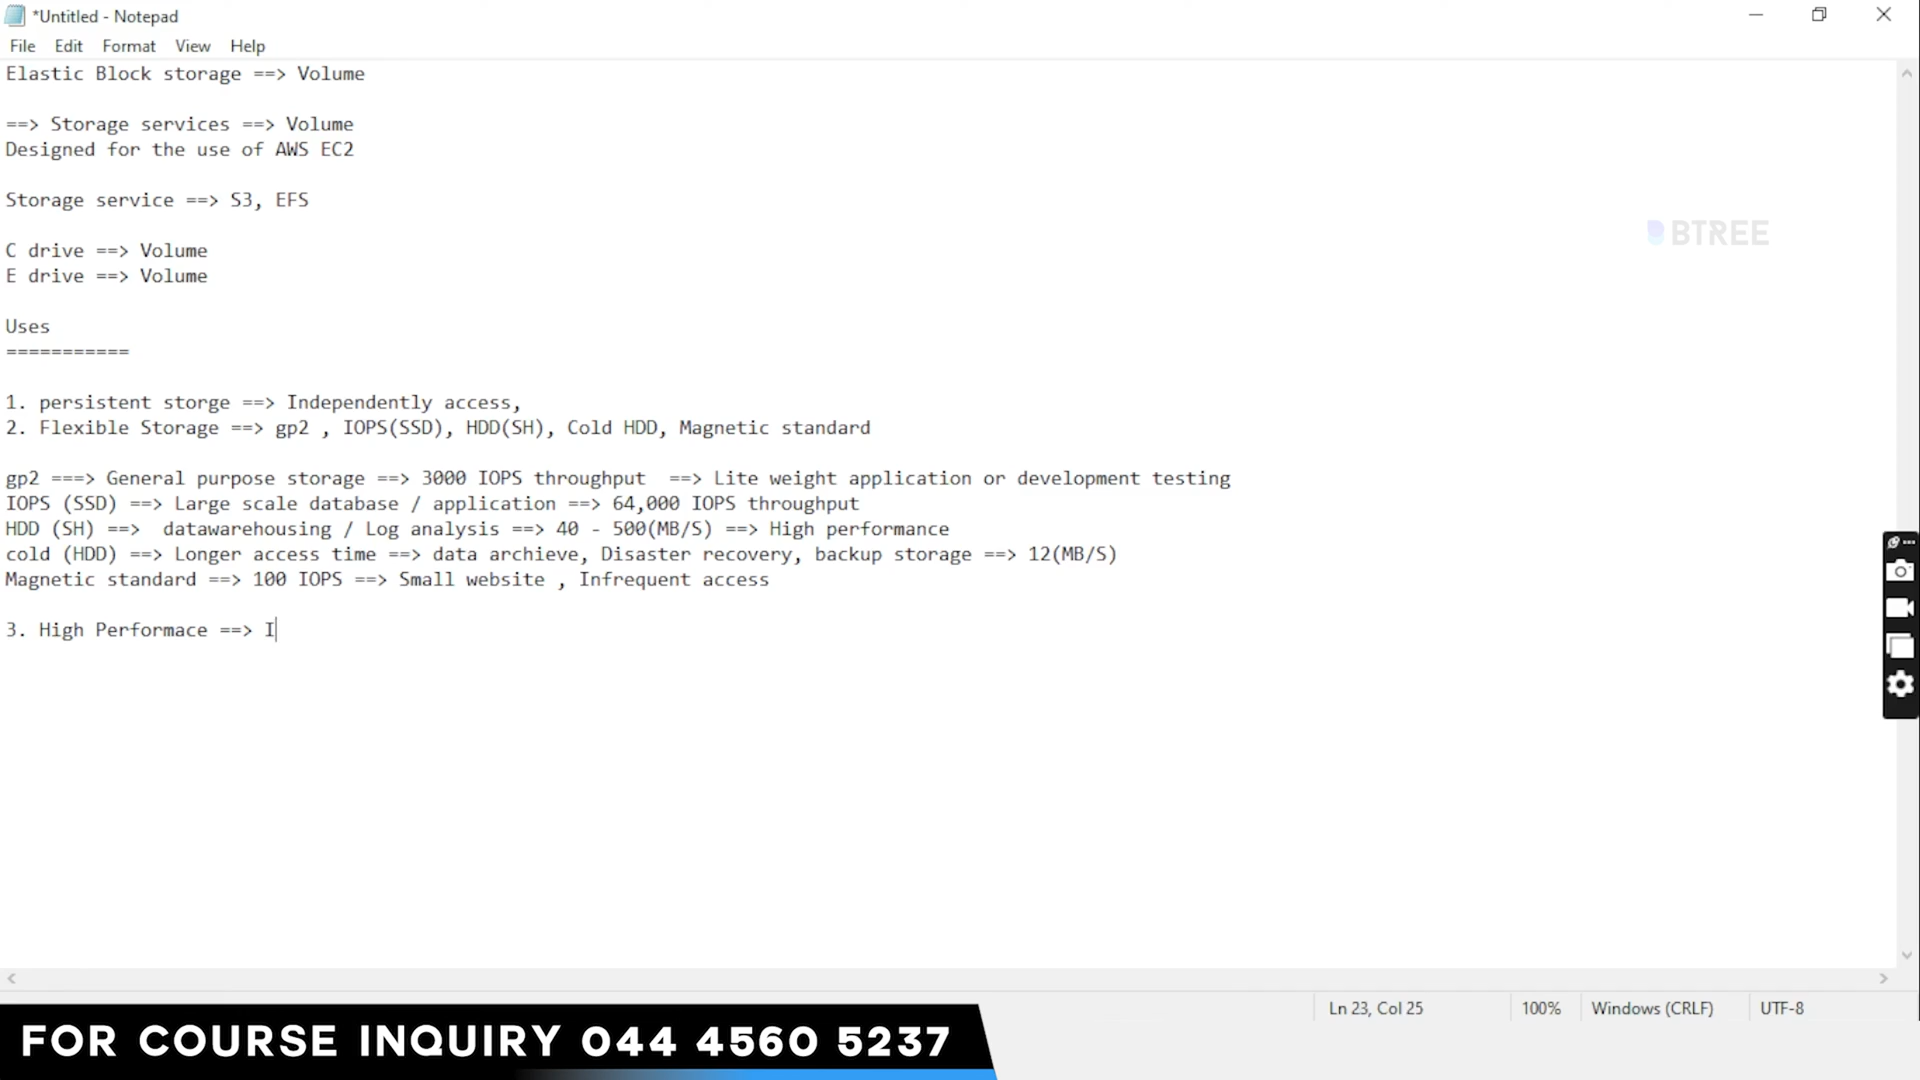 *Untitled - Notepad
File Edit Format View Help
Elastic Block storage ==> Volume
==> Storage services ==> Volume
Designed for the use of AWS EC2
Storage service ==> S3, EFS
BTREE
C drive ==> Volume
E drive ==> Volume
Uses
===========
1. persistent storge ==> Independently access,
2. Flexible Storage ==> gp2 , IOPS(SSD), HDD(SH), Cold HDD, Magnetic standard
gp2 ===> General purpose storage ==> 3000 IOPS throughput  ==> Lite weight application or development testing
IOPS (SSD) ==> Large scale database / application ==> 64,000 IOPS throughput
HDD (SH) ==>  datawarehousing / Log analysis ==> 40 - 500(MB/S) ==> High performance
cold (HDD) ==> Longer access time ==> data archieve, Disaster recovery, backup storage ==> 12(MB/S)
Magnetic standard ==> 100 IOPS ==> Small website , Infrequent access
3. High Performace ==> I
Ln 23, Col 25 100% Windows (CRLF) UTF-8
FOR COURSE INQUIRY 044 4560 5237